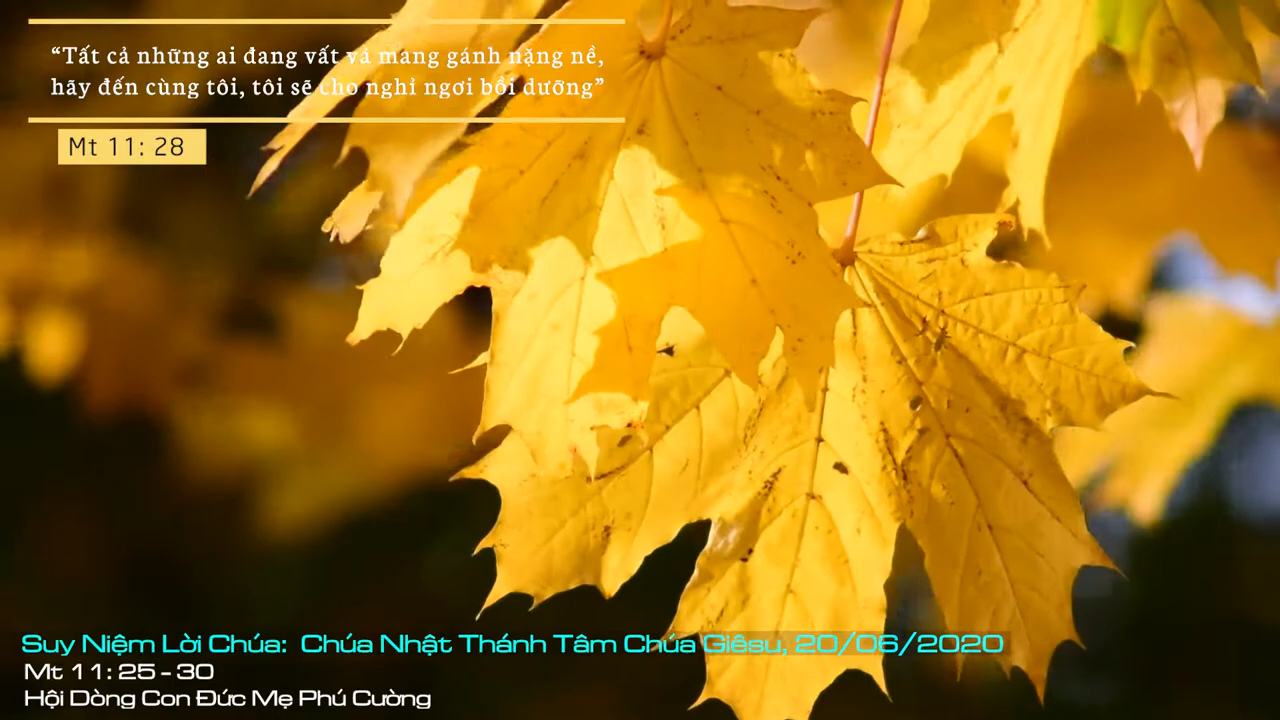 “Tất cả những ai đang vất vả mang gánh nặng nề,
hãy đến cùng tôi, tôi sẽ cho nghỉ ngơi bồi dưỡng”
Mt 11: 28
Suy Niệm Lời Chúa: Chúa Nhật Thánh Tâm Chúa Giêsu, 20/06/2020
Mt 11: 25 - 30
Hội Dòng Con Đức Mẹ Phú Cường